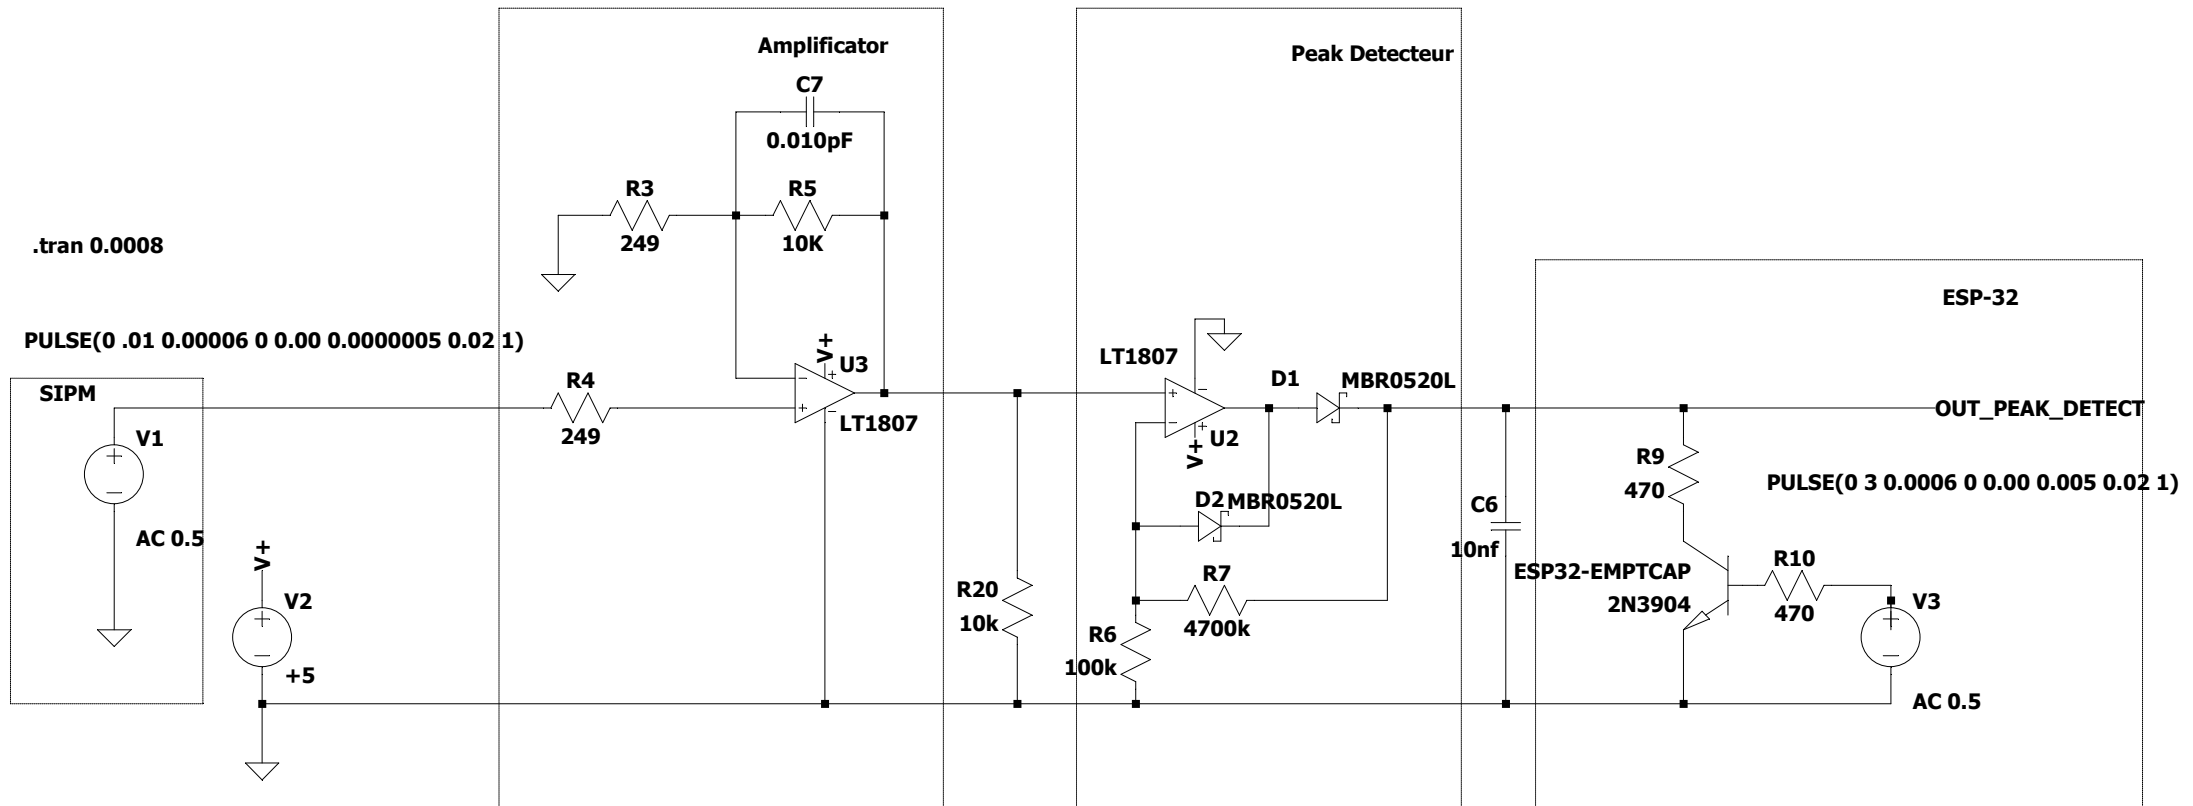 Amplificator
Peak Detecteur
C7
0.010pF
R3
249
R5
10K
.tran 0.0008
ESP-32
PULSE(0 .01 0.00006 0 0.00 0.0000005 0.02 1)
SIPM
V1
AC 0.5
R4
249
V+
U3
LT1807
+
−
−
+
+
−
LT1807
+
−
−
+
V+
U2
D1
MBR0520L
OUT_PEAK_DETECT
R9
470
PULSE(0 3 0.0006 0 0.00 0.005 0.02 1)
D2
MBR0520L
C6
10nf
V+
V2
+
−
+5
R20
10k
R7
4700k
R6
100k
ESP32-EMPTCAP
2N3904
R10
470
V3
+
−
AC 0.5